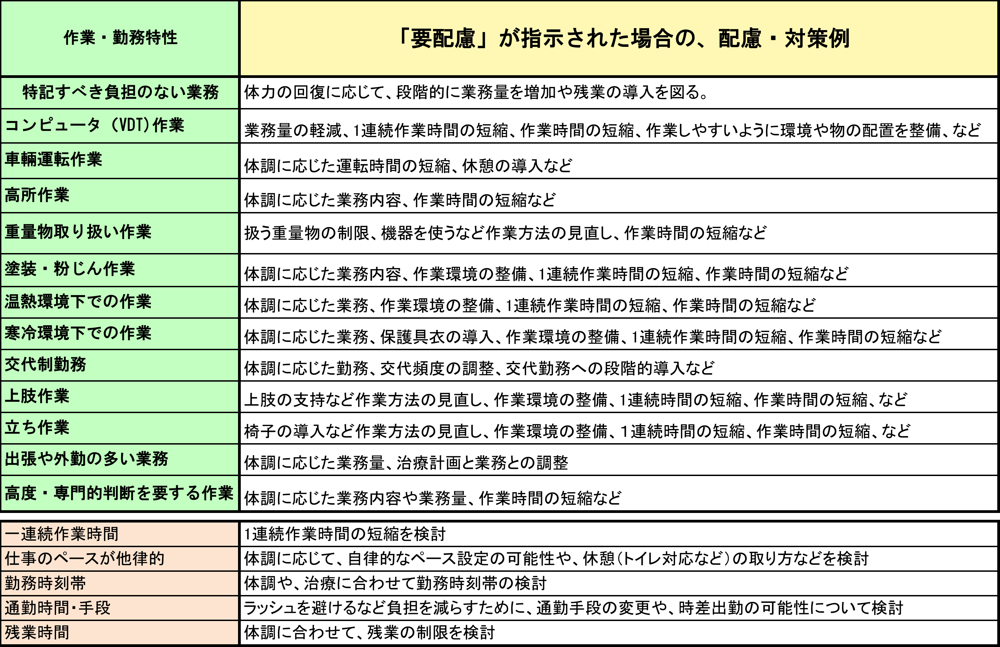 作業・勤務特性
「要配慮」が指示された場合の、配慮・対策例
特記すべき負担のない業務
体力の回復に応じて、段階的に業務量を増加や残業の導入を図る。
コンピュータ（VDT)作業
業務量の軽減、1連続作業時間の短縮、作業時間の短縮、作業しやすいように環境や物の配置を整備、など
車輛運転作業
体調に応じた運転時間の短縮、休憩の導入など
高所作業
体調に応じた業務内容、作業時間の短縮など
重量物取り扱い作業
扱う重量物の制限、機器を使うなど作業方法の見直し、作業時間の短縮など
塗装・粉じん作業
体調に応じた業務内容、作業環境の整備、1連続作業時間の短縮、作業時間の短縮など
温熱環境下での作業
体調に応じた業務、作業環境の整備、1連続作業時間の短縮、作業時間の短縮など
寒冷環境下での作業
体調に応じた業務、保護具衣の導入、作業環境の整備、1連続作業時間の短縮、作業時間の短縮など
交代制勤務
体調に応じた勤務、交代頻度の調整、交代勤務への段階的導入など
上肢作業
上肢の支持など作業方法の見直し、作業環境の整備、1連続時間の短縮、作業時間の短縮、など
立ち作業
椅子の導入など作業方法の見直し、作業環境の整備、１連続時間の短縮、作業時間の短縮、など
出張や外勤の多い業務
体調に応じた業務量、治療計画と業務との調整
高度・専門的判断を要する作業
体調に応じた業務内容や業務量、作業時間の短縮など
一連続作業時間
1連続作業時間の短縮を検討
仕事のペースが他律的
体調に応じて、自律的なペース設定の可能性や、休憩（トイレ対応など）の取り方などを検討
勤務時刻帯
体調や、治療に合わせて勤務時刻帯の検討
通勤時間・手段
ラッシュを避けるなど負担を減らすために、通勤手段の変更や、時差出勤の可能性について検討
残業時間
体調に合わせて、残業の制限を検討